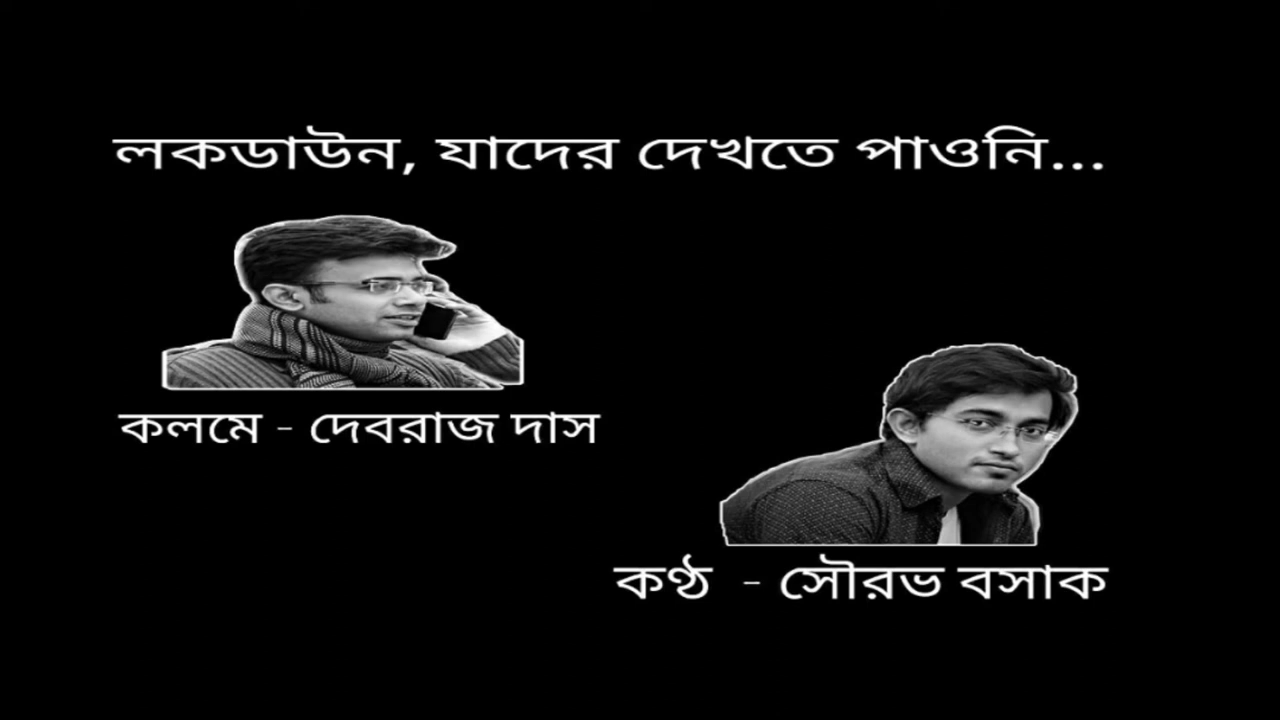 লকডাউন, যাদের দেখতে পাওনি...
কলমে - দেবরাজ দাস
কণ্ঠ - সৌরভ বসাক